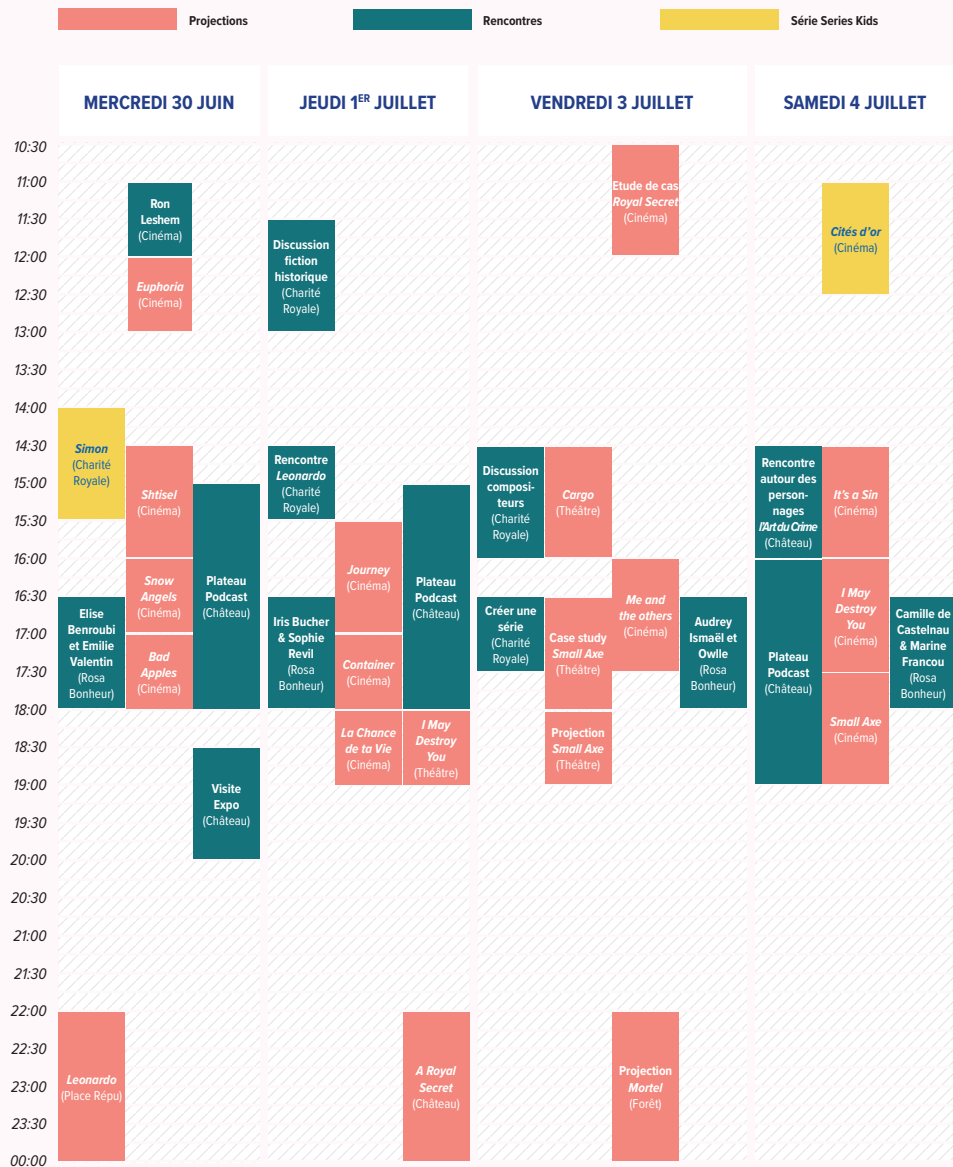 Projections
Rencontres
Série Series Kids
MERCREDI 30 JUIN
JEUDI 1ER JUILLET
VENDREDI 3 JUILLET
SAMEDI 4 JUILLET
10:30
11:00
11:30
12:00
12:30
13:00
13:30
14:00
14:30
15:00
15:30
16:00
16:30
17:00
17:30
18:00
18:30
19:00
19:30
20:00
20:30
21:00
21:30
22:00
22:30
23:00
23:30
00:00
Ron
Leshem
(Cinéma)
Euphoria
(Cinéma)
Simon
(Charité
Royale)
Shtisel
(Cinéma)
Snow
Angels
(Cinéma)
Bad
Apples
(Cinéma)
Plateau
Podcast
(Château)
Elise
Benroubi
et Emilie
Valentin
(Rosa
Bonheur)
Visite
Expo
(Château)
Leonardo
(Place Répu)
Discussion
fiction
historique
(Charité
Royale)
Rencontre
Leonardo
(Charité
Royale)
Journey
(Cinéma)
Plateau
Podcast
(Château)
Iris Bucher
& Sophie
Revil
(Rosa
Bonheur)
Container
(Cinéma)
La Chance
de ta Vie
(Cinéma)
I May
Destroy
You
(Théâtre)
A Royal
Secret
(Château)
Etude de cas
Royal Secret
(Cinéma)
Discussion
composi-
teurs
(Charité
Royale)
Cargo
(Théâtre)
Créer une
série
(Charité
Royale)
Case study
Small Axe
(Théâtre)
Me and
the others
(Cinéma)
Audrey
Ismaël et
Owlle
(Rosa
Bonheur)
Projection
Small Axe
(Théâtre)
Projection
Mortel
(Forêt)
Cités d'or
(Cinéma)
Rencontre
autour des
person-
nages
l'Art du Crime
(Château)
It's a Sin
(Cinéma)
Plateau
Podcast
(Château)
I May
Destroy
You
(Cinéma)
Camille de
Castelnau
& Marine
Francou
(Rosa
Bonheur)
Small Axe
(Cinéma)